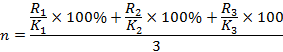 n = (R₁/K₁ × 100% + R₂/K₂ × 100% + R₃/K₃ × 100) / 3